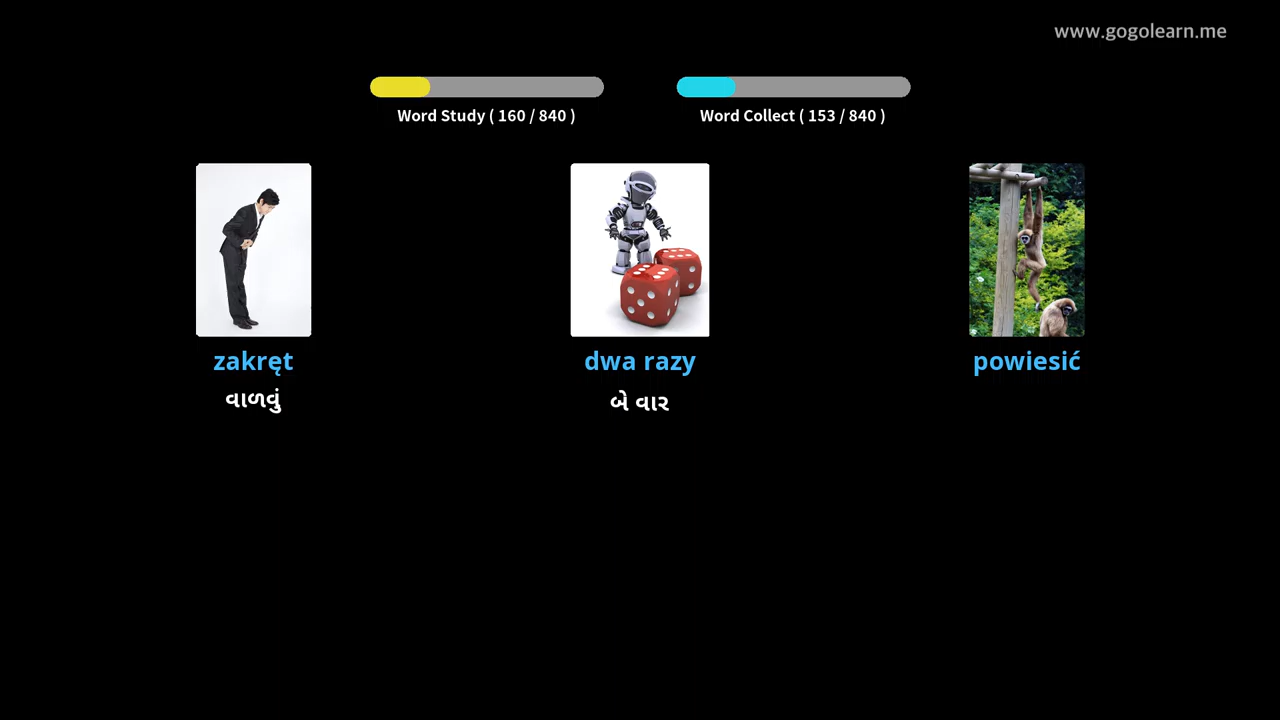 www.gogolearn.me
Word Study ( 160 / 840 )
Word Collect ( 153 / 840 )
zakręt
dwa razy
powiesić
વાળવું
બે વાર